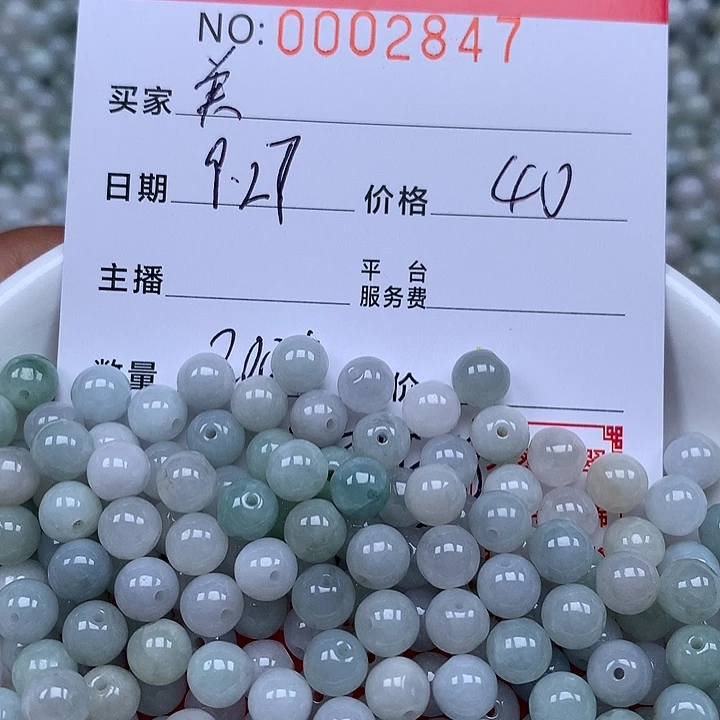 NO: 0002847
买家 美
日期 9.27 价格 40
主播 平台服务费
数量 价